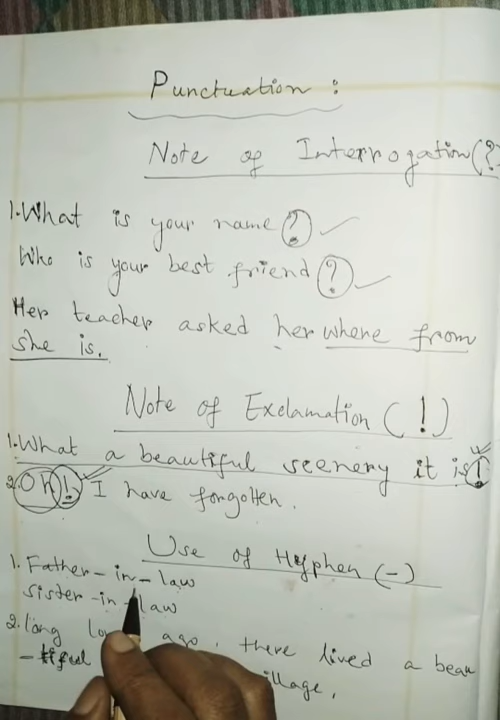 Punctuation :
Note of Interrogation (?
1. What is your name ?
Who is your best friend ?
Her teacher asked her where from
she is.
Note of Exclamation ( ! )
1. What a beautiful scenery it is !
2. Oh ! I have forgotten.
Use of Hyphen (-)
1. Father-in-law
sister-in-law
2. long ago, there lived a beau
-tiful